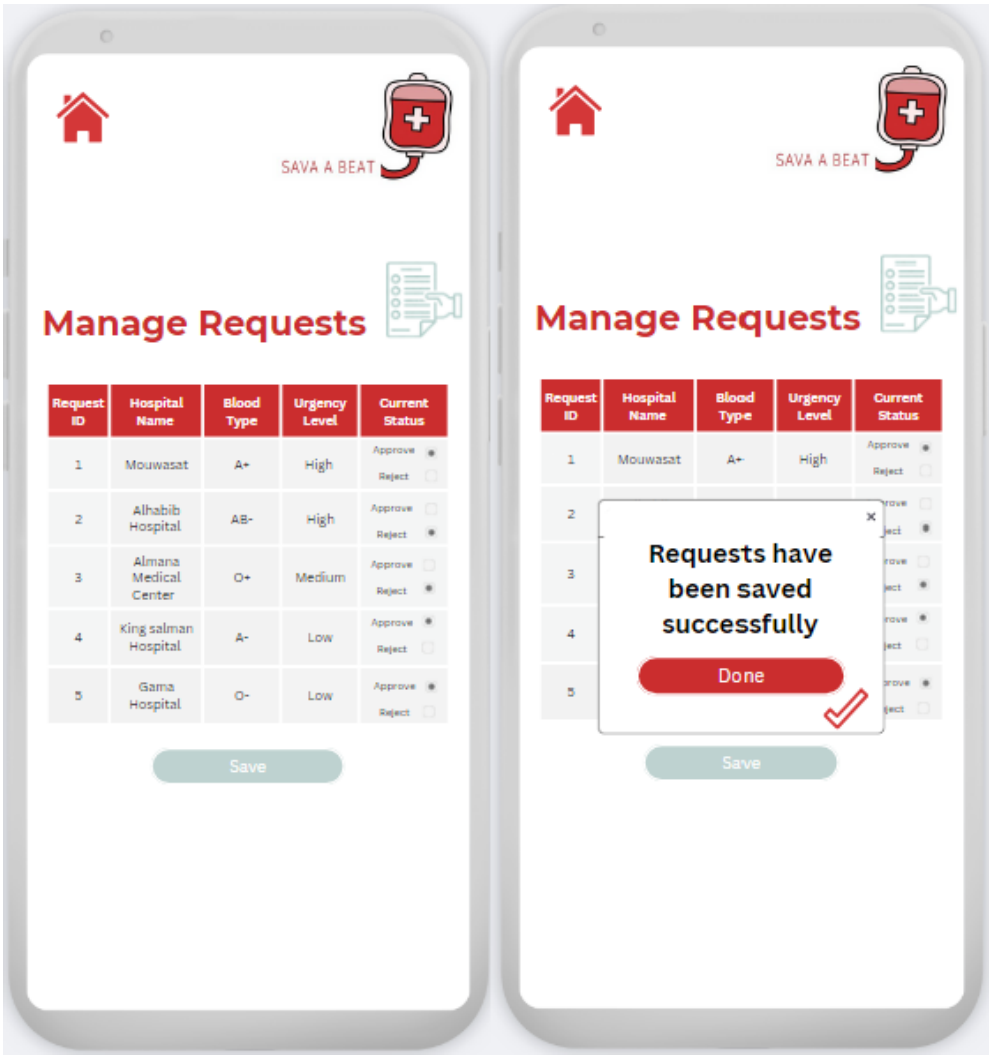 SAVA A BEAT
Manage Requests
Request ID Hospital Name Blood Type Urgency Level Current Status
1 Mouwasat A+ High Approve
Reject
2 Alhabib Hospital AB- High Approve
Reject
3 Almana Medical Center O+ Medium Approve
Reject
4 King salman Hospital A- Low Approve
Reject
5 Gama Hospital O- Low Approve
Reject
Save
SAVA A BEAT
Manage Requests
Request ID Hospital Name Blood Type Urgency Level Current Status
1 Mouwasat A+ High Approve
Reject
2
3
4
5
Requests have
been saved
successfully
Done
Save